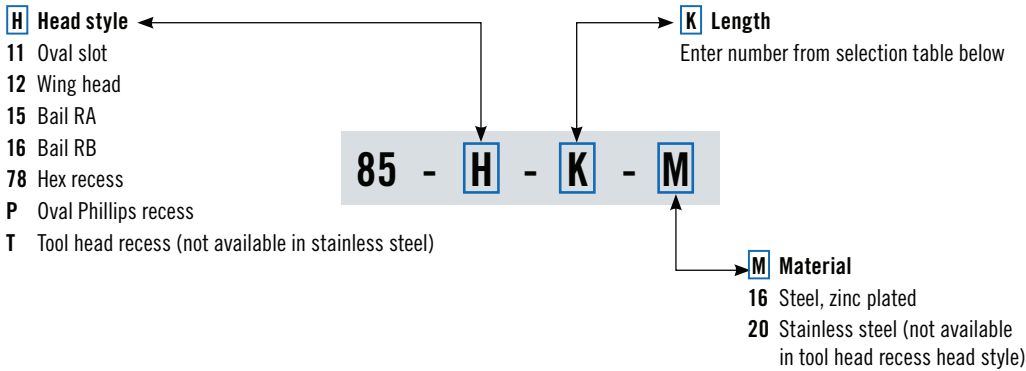 H Head style
11 Oval slot
12 Wing head
15 Bail RA
16 Bail RB
78 Hex recess
P Oval Phillips recess
T Tool head recess (not available in stainless steel)
K Length
Enter number from selection table below
85 - H - K - M
M Material
16 Steel, zinc plated
20 Stainless steel (not available
in tool head recess head style)